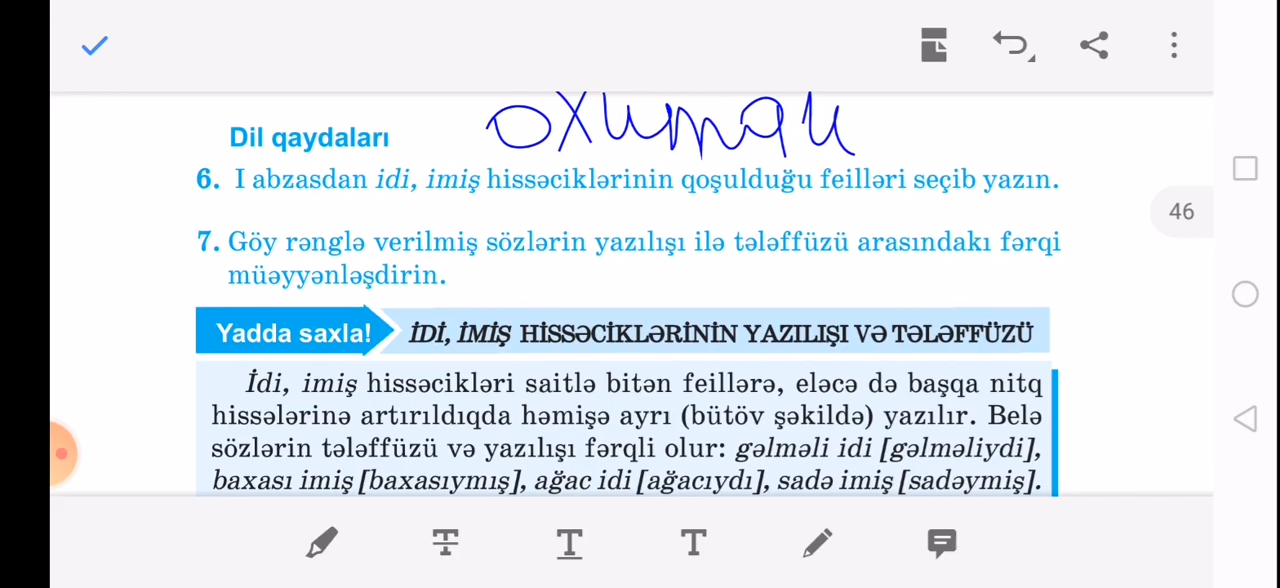 oxumalı
Dil qaydaları
6. I abzasdan idi, imiş hissəciklərinin qoşulduğu feilləri seçib yazın.
46
7. Göy rənglə verilmiş sözlərin yazılışı ilə tələffüzü arasındakı fərqi
müəyyənləşdirin.
Yadda saxla! İDİ, İMİŞ HİSSƏCİKLƏRİNİN YAZILIŞI VƏ TƏLƏFFÜZÜ
İdi, imiş hissəcikləri saitlə bitən feillərə, eləcə də başqa nitq
hissələrinə artırıldıqda həmişə ayrı (bütöv şəkildə) yazılır. Belə
sözlərin tələffüzü və yazılışı fərqli olur: gəlməli idi [gəlməliydi],
baxası imiş [baxasıymış], ağac idi [ağacıydı], sadə imiş [sadəymiş].